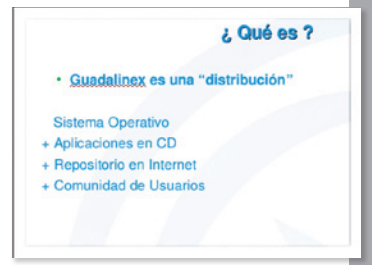 ¿ Qué es ?
• Guadalinex es una “distribución”
Sistema Operativo
+ Aplicaciones en CD
+ Repositorio en Internet
+ Comunidad de Usuarios